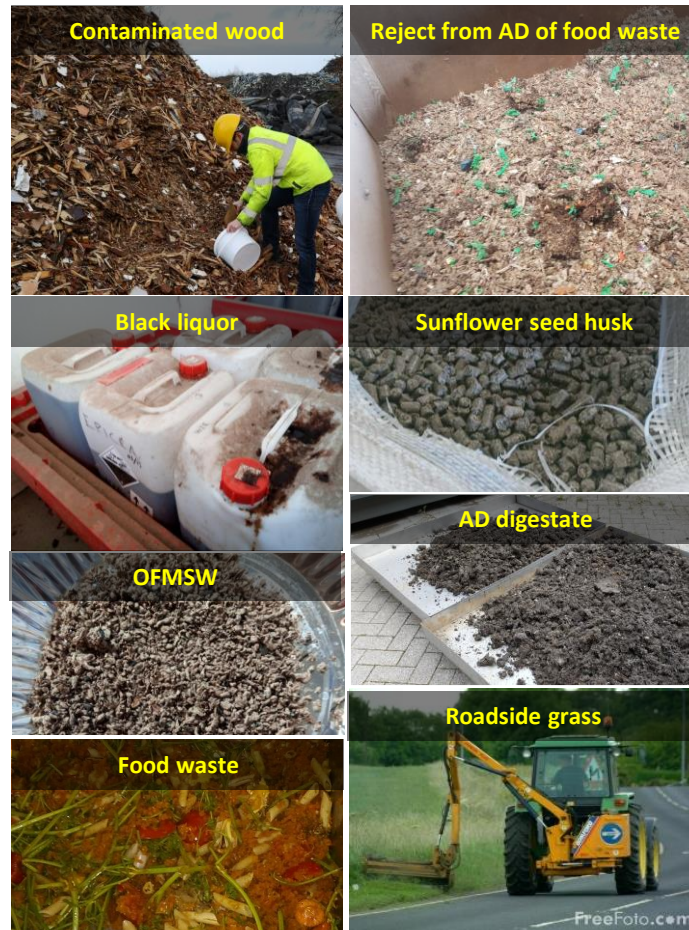 Contaminated wood
Reject from AD of food waste
Black liquor
Sunflower seed husk
AD digestate
OFMSW
Roadside grass
Food waste
FreeFoto.com